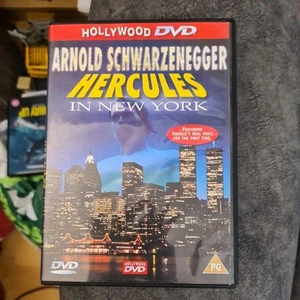 HOLLYWOOD DVD
ARNOLD SCHWARZENEGGER
HERCULES
IN NEW YORK
FEATURING
ARNOLD'S REAL VOICE
FOR THE FIRST TIME
DVD
HOLLYWOOD
DVD
PG